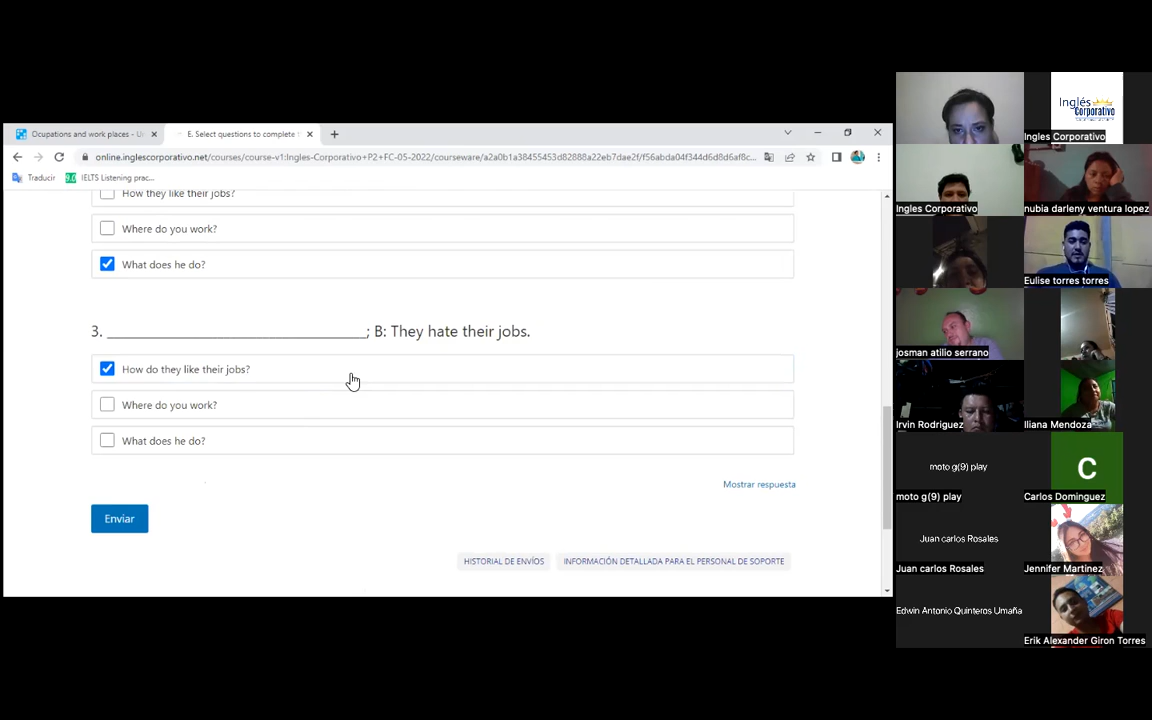 Ocupations and work places - U
E. Select questions to complete
online.inglescorporativo.net/courses/course-v1:Ingles-Corporativo+P2+FC-05-2022/courseware/a2a0b1a38455453d82888a22eb7dae2f/f56abda04f344d6d8d6af8c...
Traducir
IELTS Listening prac...
How they like their jobs?
Where do you work?
What does he do?
3. ______________________________; B: They hate their jobs.
How do they like their jobs?
Where do you work?
What does he do?
Mostrar respuesta
Enviar
HISTORIAL DE ENVÍOS
INFORMACIÓN DETALLADA PARA EL PERSONAL DE SOPORTE
Inglés
Corporativo
Ingles Corporativo
Ingles Corporativo
nubia darleny ventura lopez
Eulise torres torres
josman atilio serrano
Irvin Rodriguez
Iliana Mendoza
moto g(9) play
moto g(9) play
C
Carlos Dominguez
Juan carlos Rosales
Juan carlos Rosales
Jennifer Martinez
Edwin Antonio Quinteros Umaña
Erik Alexander Giron Torres